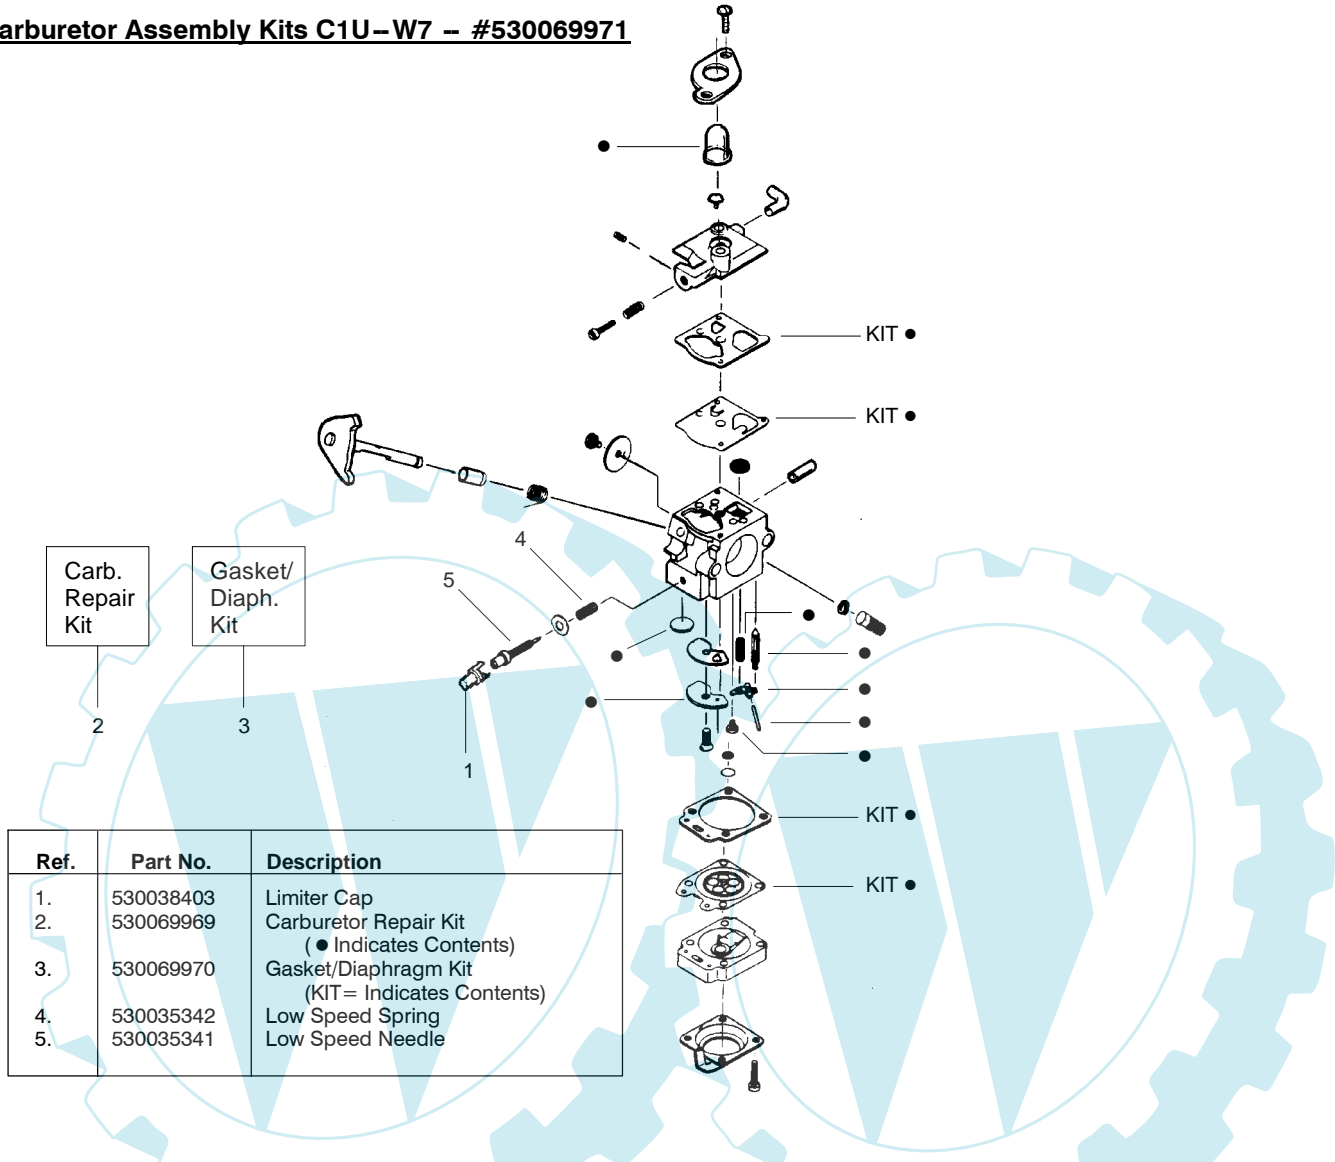 arburetor Assembly Kits C1U--W7 -- #530069971
●
KIT ●
KIT ●
4
5
Carb.
Repair
Kit
Gasket/
Diaph.
Kit
●
●
●
●
●
●
●
2
3
1
KIT ●
KIT ●
Ref. Part No. Description
1. 530038403 Limiter Cap
2. 530069969 Carburetor Repair Kit
( ● Indicates Contents)
3. 530069970 Gasket/Diaphragm Kit
(KIT= Indicates Contents)
4. 530035342 Low Speed Spring
5. 530035341 Low Speed Needle